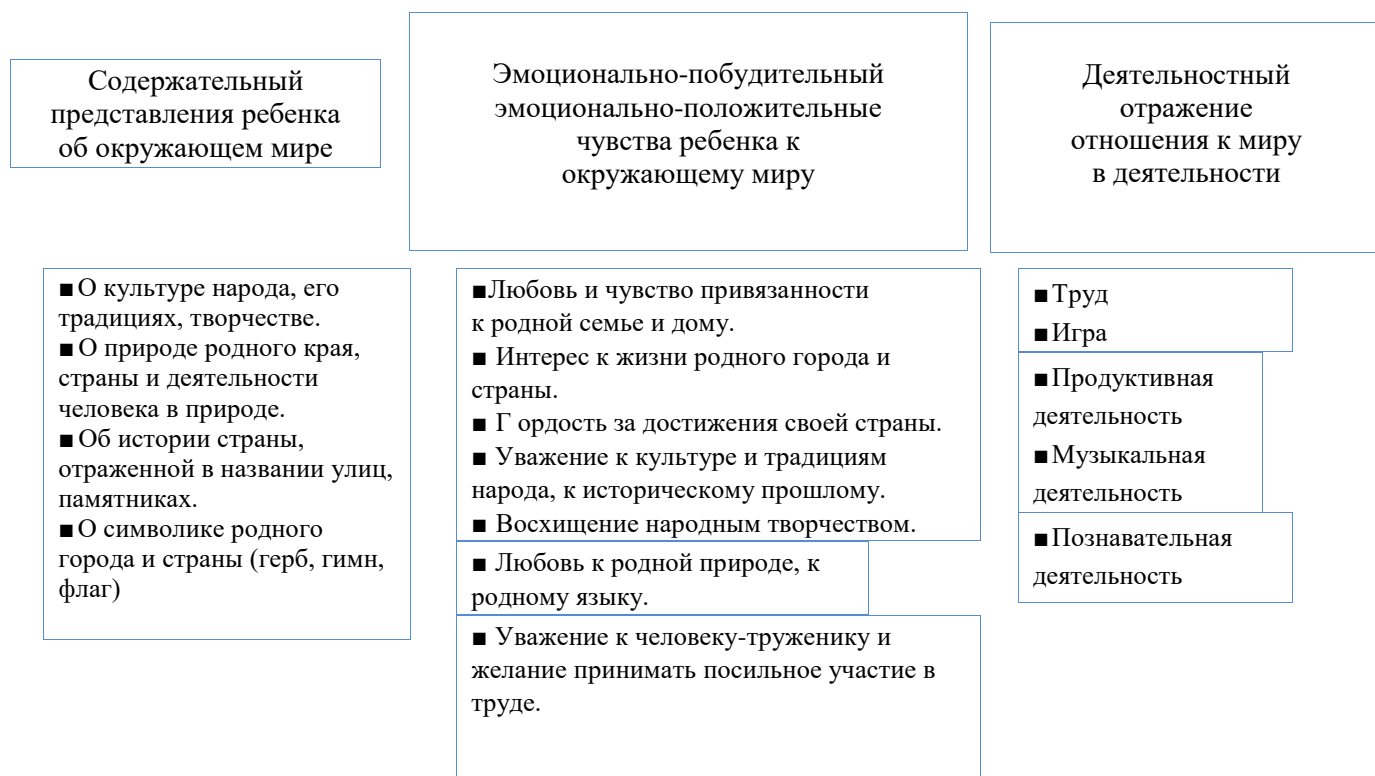 Содержательный
представления ребенка
об окружающем мире
Эмоционально-побудительный
эмоционально-положительные
чувства ребенка к
окружающему миру
Деятельностный
отражение
отношения к миру
в деятельности
■О культуре народа, его
традициях, творчестве.
■О природе родного края,
страны и деятельности
человека в природе.
■Об истории страны,
отраженной в названии улиц,
памятниках.
■О символике родного
города и страны (герб, гимн,
флаг)
■Любовь и чувство привязанности
к родной семье и дому.
■ Интерес к жизни родного города и
страны.
■ Г ордость за достижения своей страны.
■ Уважение к культуре и традициям
народа, к историческому прошлому.
■ Восхищение народным творчеством.
■ Любовь к родной природе, к
родному языку.
■ Уважение к человеку-труженику и
желание принимать посильное участие в
труде.
■Труд
■Игра
■Продуктивная
деятельность
■Музыкальная
деятельность
■Познавательная
деятельность